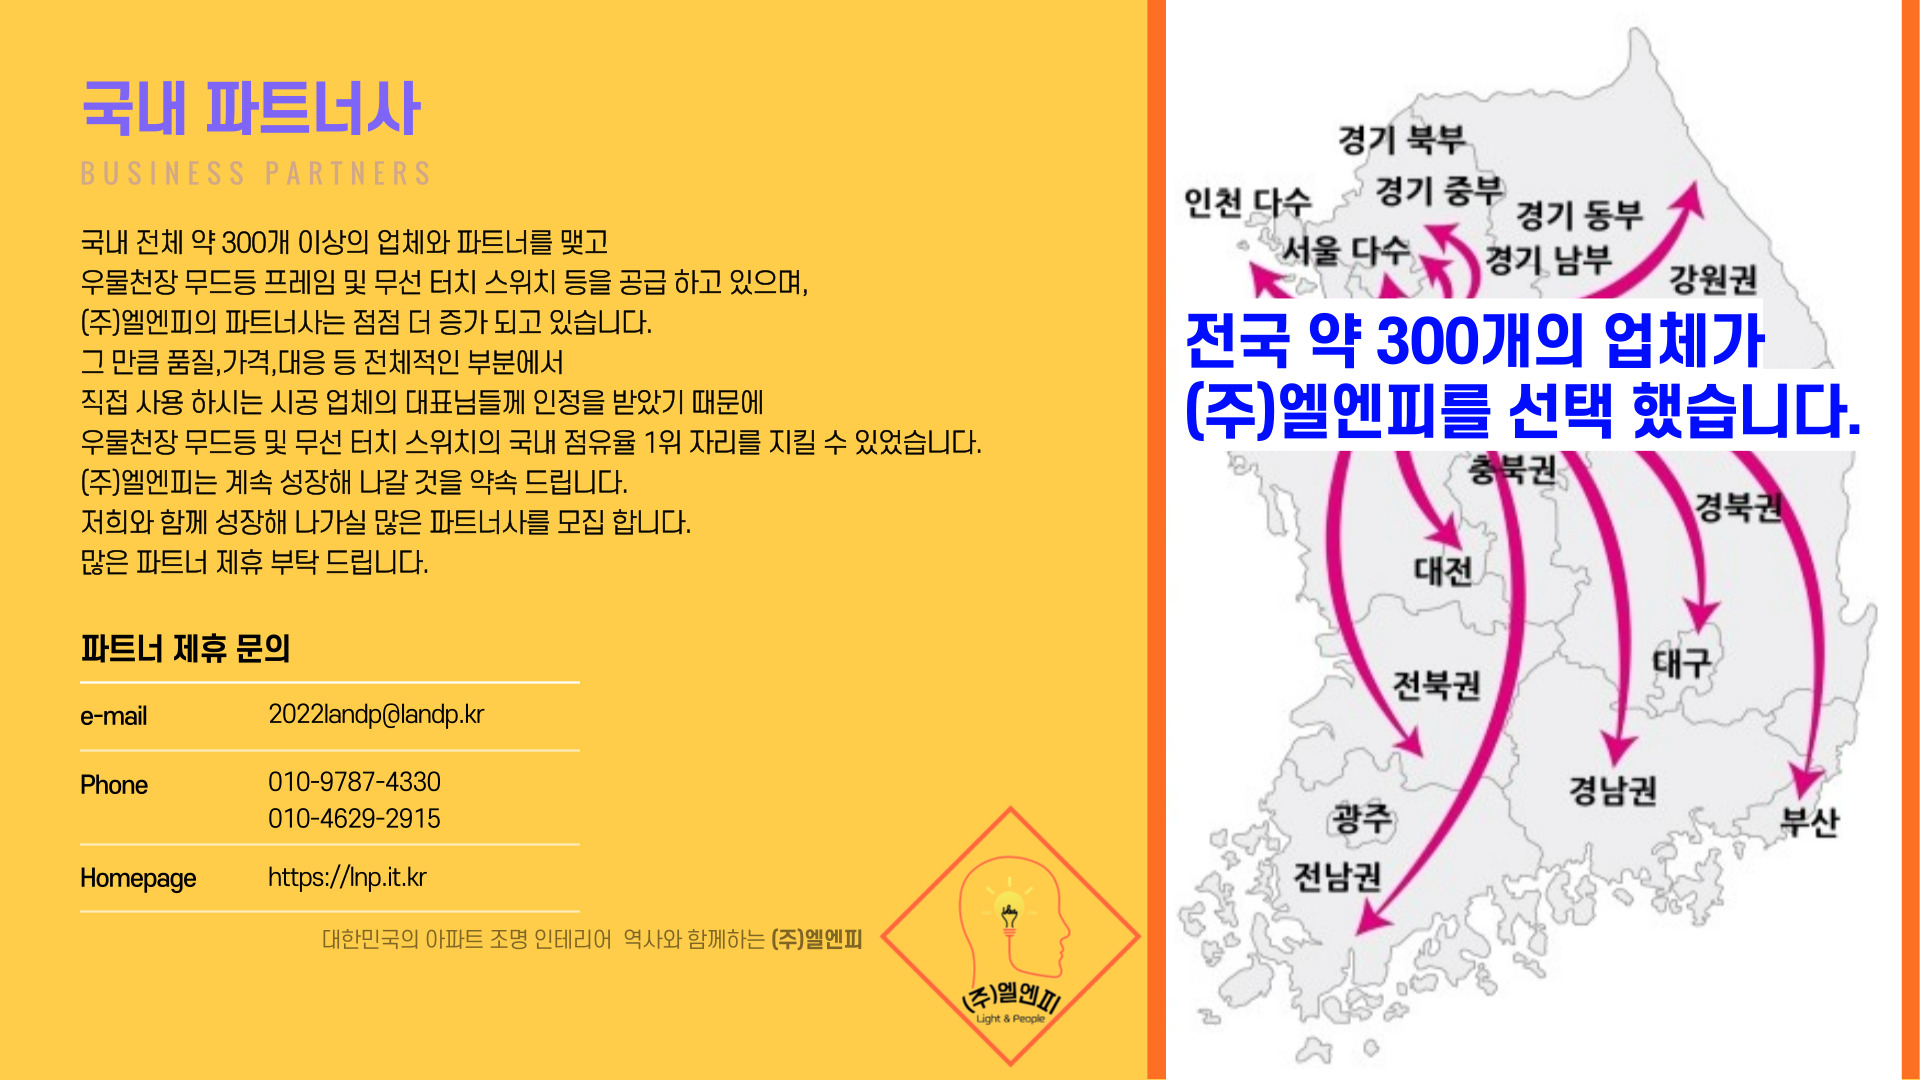 국내 파트너사
BUSINESS PARTNERS
국내 전체 약 300개 이상의 업체와 파트너를 맺고
우물천장 무드등 프레임 및 무선 터치 스위치 등을 공급 하고 있으며,
(주)엘엔피의 파트너사는 점점 더 증가 되고 있습니다.
그 만큼 품질,가격,대응 등 전체적인 부분에서
직접 사용 하시는 시공 업체의 대표님들께 인정을 받았기 때문에
우물천장 무드등 및 무선 터치 스위치의 국내 점유율 1위 자리를 지킬 수 있었습니다.
(주)엘엔피는 계속 성장해 나갈 것을 약속 드립니다.
저희와 함께 성장해 나가실 많은 파트너사를 모집 합니다.
많은 파트너 제휴 부탁 드립니다.
파트너 제휴 문의
e-mail 2022landp@landp.kr
Phone 010-9787-4330
010-4629-2915
Homepage https://lnp.it.kr
대한민국의 아파트 조명 인테리어 역사와 함께하는 (주)엘엔피
(주)엘엔피
Light & People
경기 북부
경기 중부
인천 다수
경기 동부
서울 다수
경기 남부
강원권
전국 약 300개의 업체가
(주)엘엔피를 선택 했습니다.
충북권
경북권
대전
대구
전북권
경남권
광주
부산
전남권